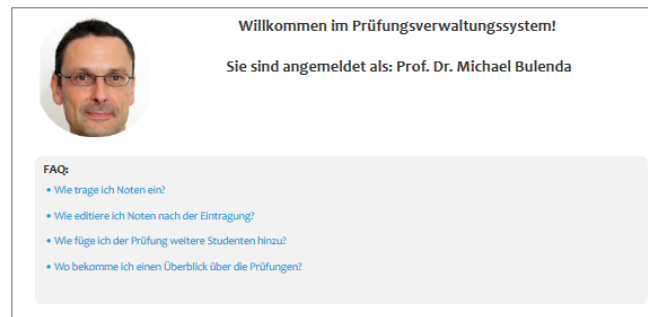 Willkommen im Prüfungsverwaltungssystem!
Sie sind angemeldet als: Prof. Dr. Michael Bulenda
FAQ:
• Wie trage ich Noten ein?
• Wie editiere ich Noten nach der Eintragung?
• Wie füge ich der Prüfung weitere Studenten hinzu?
• Wo bekomme ich einen Überblick über die Prüfungen?